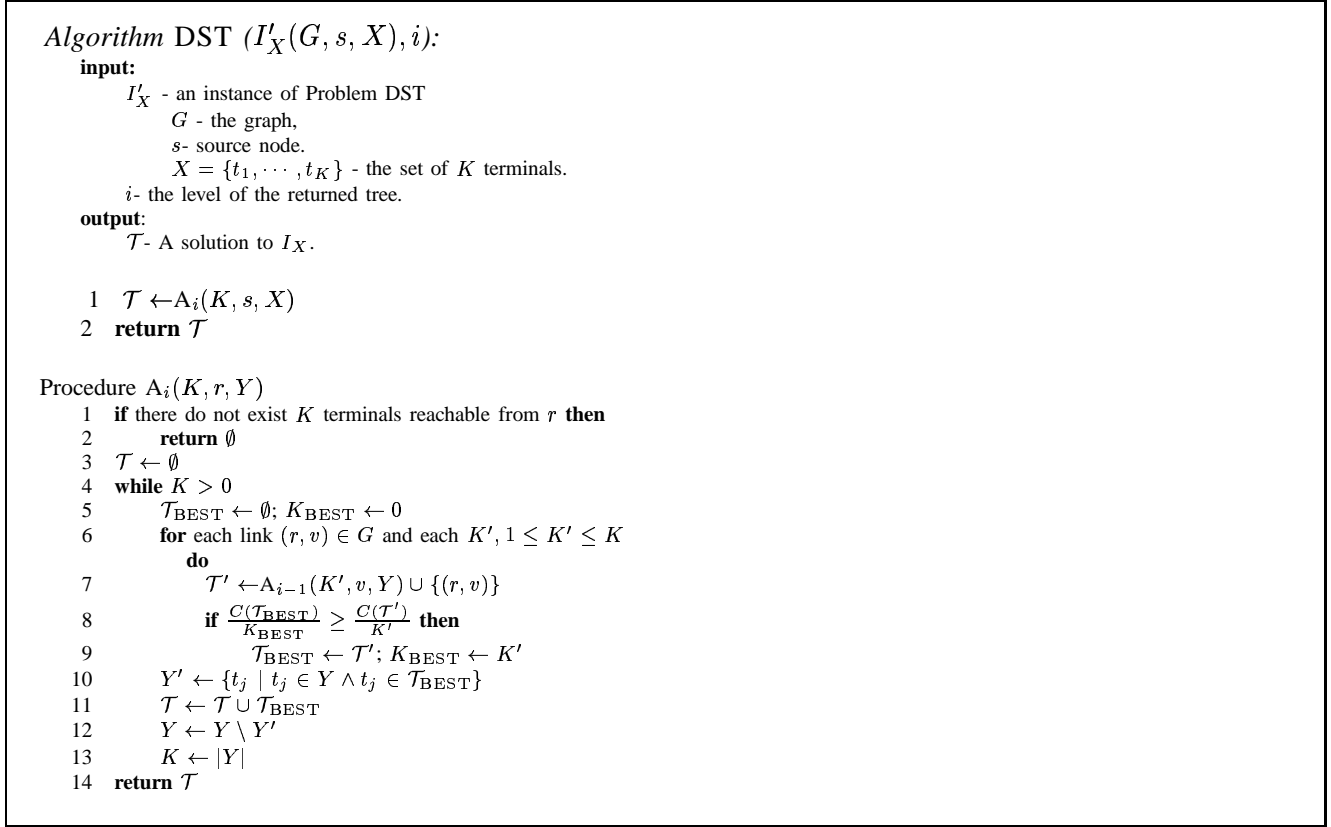 Algorithm DST (I′_X(G, s, X), i):
input:
I′_X - an instance of Problem DST
G - the graph,
s- source node.
X = {t_1, ⋯ , t_K} - the set of K terminals.
i- the level of the returned tree.
output:
𝒯- A solution to I_X.
1 𝒯 ←A_i(K, s, X)
2 return 𝒯
Procedure A_i(K, r, Y)
1 if there do not exist K terminals reachable from r then
2 return ∅
3 𝒯 ← ∅
4 while K > 0
5 𝒯_BEST ← ∅; K_BEST ← 0
6 for each link (r, v) ∈ G and each K′, 1 ≤ K′ ≤ K
do
7 𝒯′ ←A_{i−1}(K′, v, Y) ∪ {(r, v)}
8 if C(𝒯_BEST)/K_BEST ≥ C(𝒯′)/K′ then
9 𝒯_BEST ← 𝒯′; K_BEST ← K′
10 Y′ ← {t_j | t_j ∈ Y ∧ t_j ∈ 𝒯_BEST}
11 𝒯 ← 𝒯 ∪ 𝒯_BEST
12 Y ← Y \ Y′
13 K ← |Y|
14 return 𝒯